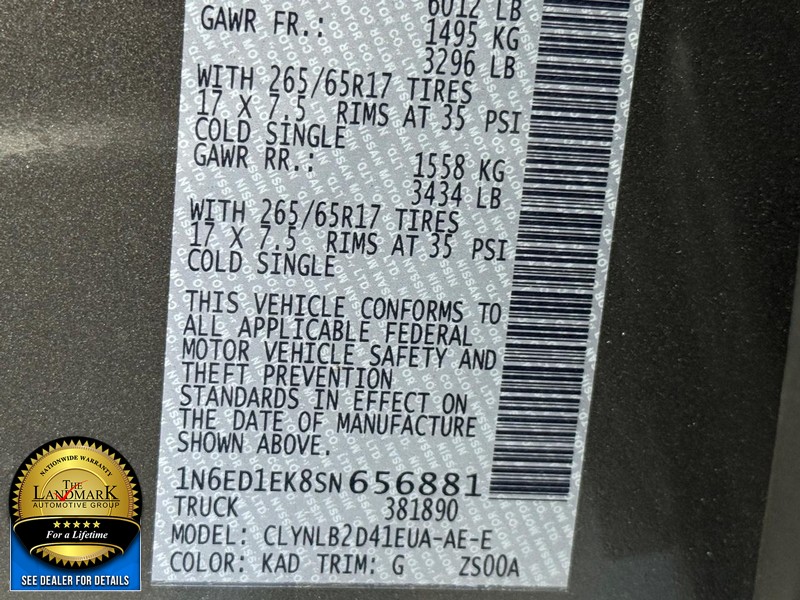 6012 LB
GAWR FR.: 1495 KG
3296 LB
WITH 265/65R17 TIRES
17 X 7.5 RIMS AT 35 PSI
COLD SINGLE
GAWR RR.: 1558 KG
3434 LB
WITH 265/65R17 TIRES
17 X 7.5 RIMS AT 35 PSI
COLD SINGLE
THIS VEHICLE CONFORMS TO
ALL APPLICABLE FEDERAL
MOTOR VEHICLE SAFETY AND
THEFT PREVENTION
STANDARDS IN EFFECT ON
THE DATE OF MANUFACTURE
SHOWN ABOVE.
1N6ED1EK8SN656881
TRUCK 381890
MODEL: CLYNLB2D41EUA-AE-E
COLOR: KAD TRIM: G ZS00A
NATIONWIDE WARRANTY
THE
LANDMARK
AUTOMOTIVE GROUP
For a Lifetime
SEE DEALER FOR DETAILS